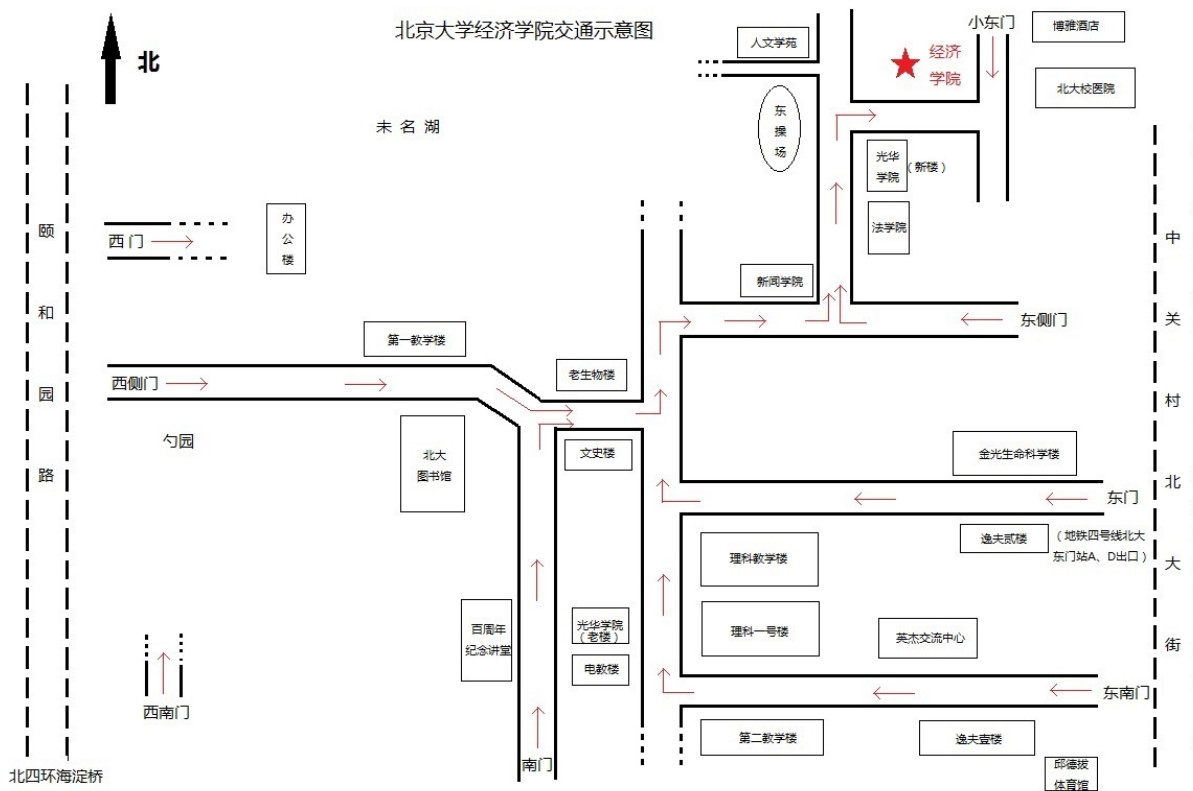 北京大学经济学院交通示意图
北
人文学苑
小东门
博雅酒店
经济
学院
北大校医院
未名湖
东操场
光华
学院
（新楼）
法学院
颐和园路
西门
办公楼
中关村北大街
新闻学院
东侧门
第一教学楼
老生物楼
西侧门
勺园
北大
图书馆
文史楼
金光生命科学楼
东门
逸夫贰楼
（地铁四号线北大
东门站A、D出口）
理科教学楼
百周年
纪念讲堂
光华学院
（老楼）
理科一号楼
英杰交流中心
电教楼
西南门
东南门
第二教学楼
逸夫壹楼
南门
邱德拔
体育馆
北四环海淀桥